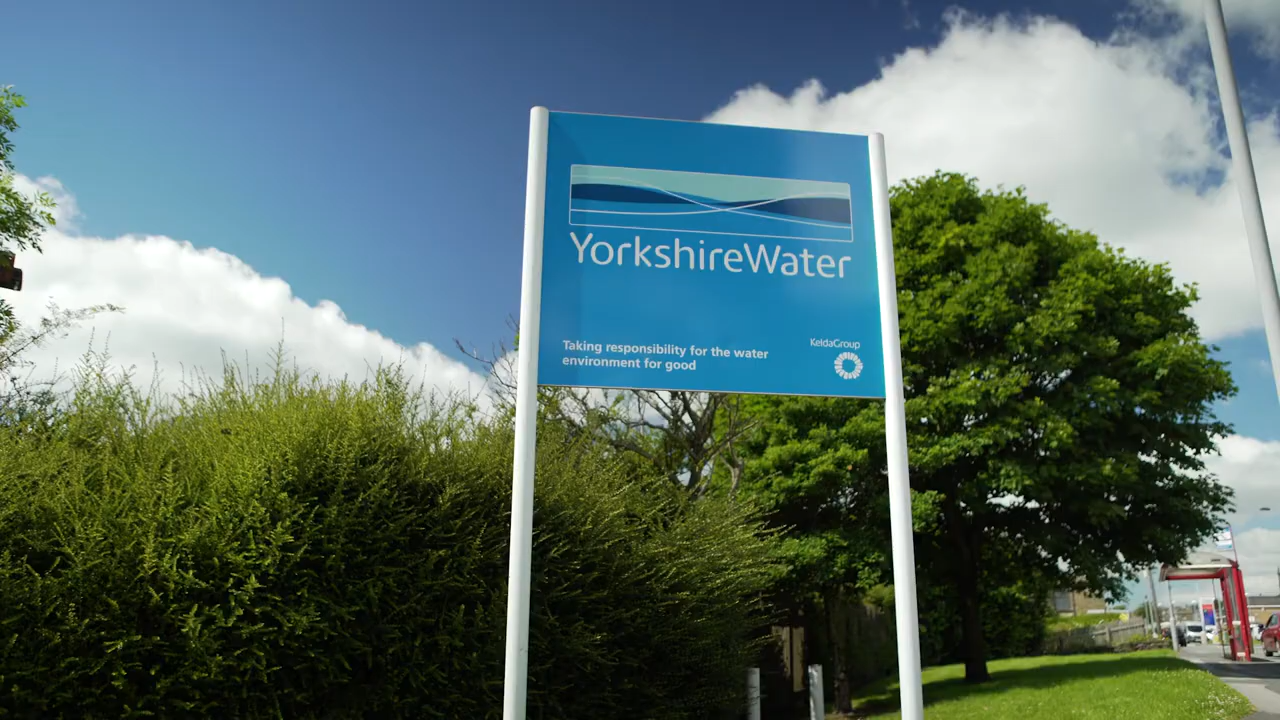 YorkshireWater
Taking responsibility for the water
environment for good
KeldaGroup